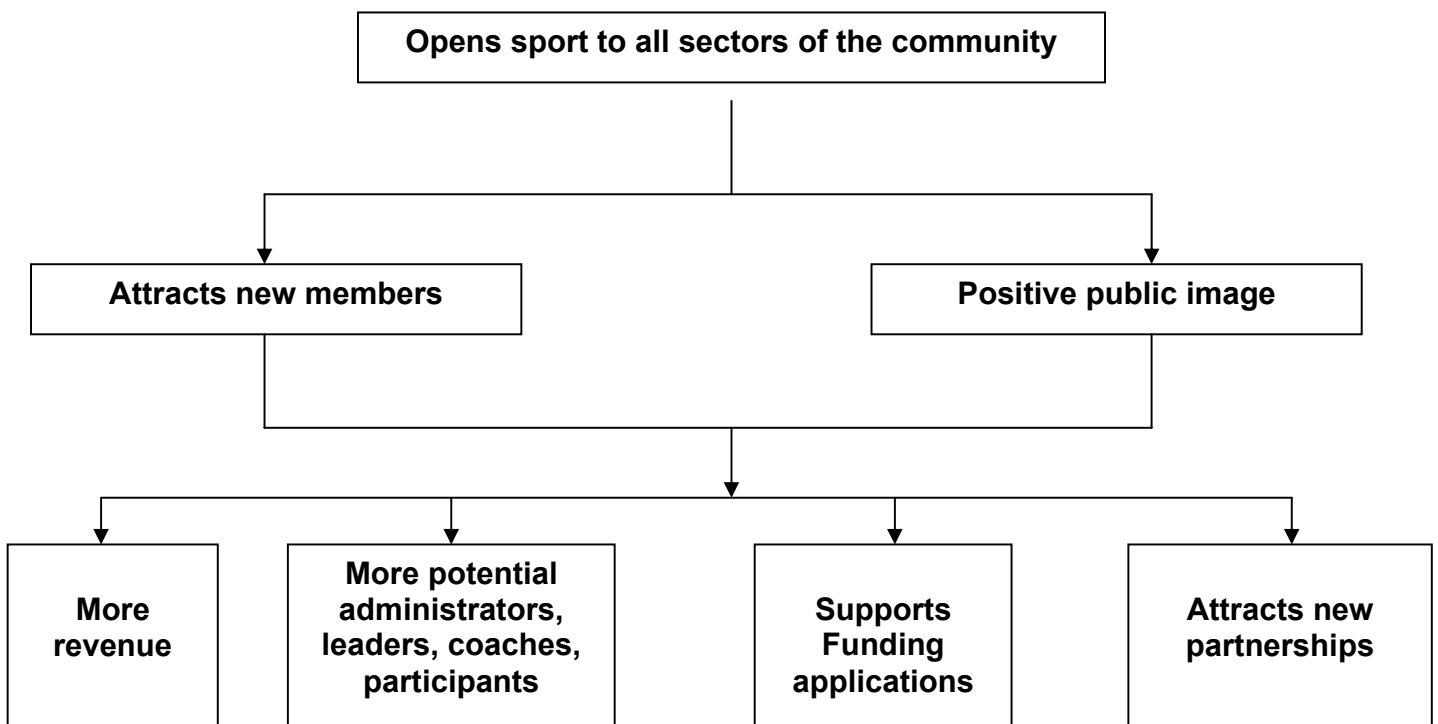 Opens sport to all sectors of the community
Attracts new members
Positive public image
More
revenue
More potential
administrators,
leaders, coaches,
participants
Supports
Funding
applications
Attracts new
partnerships